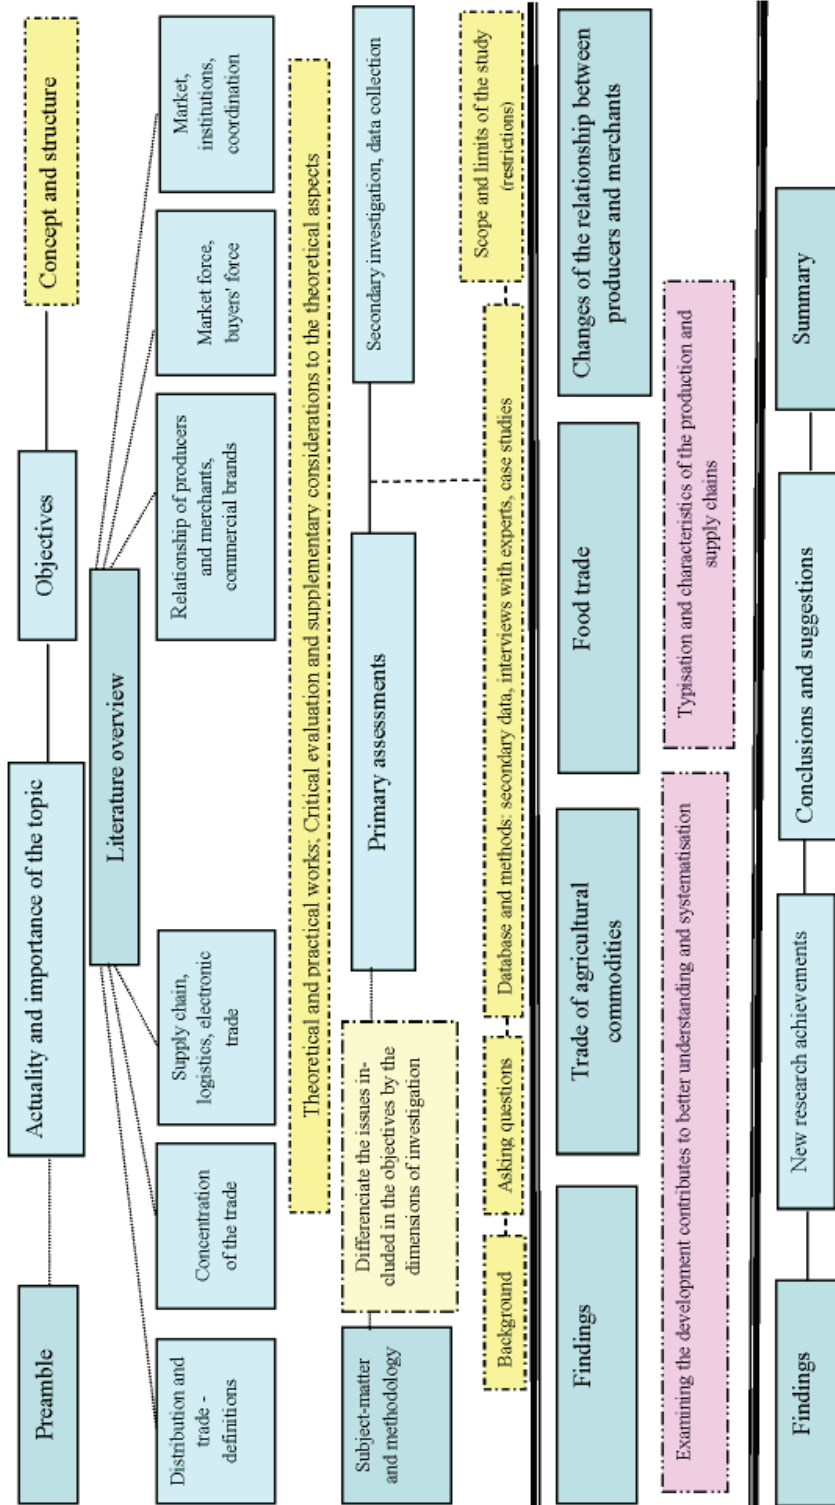 Preamble
Actuality and importance of the topic
Objectives
Concept and structure
Literature overview
Distribution and
trade -
definitions
Concentration
of the trade
Supply chain,
logistics, electronic
trade
Relationship of producers
and merchants,
commercial brands
Market force,
buyers' force
Market,
institutions,
coordination
Theoretical and practical works: Critical evaluation and supplementary considerations to the theoretical aspects
Subject-matter
and methodology
Differenciate the issues in-
cluded in the objectives by the
dimensions of investigation
Primary assessments
Secondary investigation, data collection
Background
Asking questions
Database and methods: secondary data, interviews with experts, case studies
Scope and limits of the study
(restrictions)
Findings
Trade of agricultural
commodities
Food trade
Changes of the relationship between
producers and merchants
Examining the development contributes to better understanding and systematisation
Typisation and characteristics of the production and
supply chains
Findings
New research achievements
Conclusions and suggestions
Summary